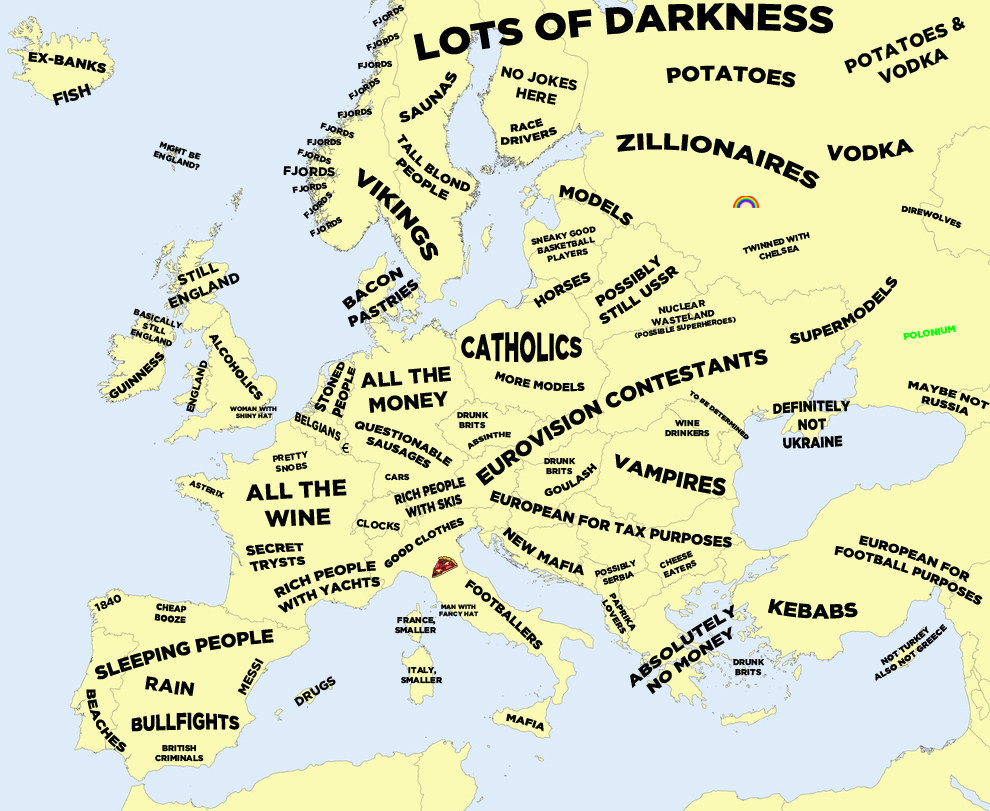 LOTS OF DARKNESS
FJORDS
FJORDS
FJORDS
FJORDS
FJORDS
FJORDS
FJORDS
FJORDS
FJORDS
FJORDS
FJORDS
FJORDS
EX-BANKS
FISH
MIGHT BE
ENGLAND?
SAUNAS
TALL BLOND
PEOPLE
VIKINGS
NO JOKES
HERE
RACE
DRIVERS
POTATOES
POTATOES &
VODKA
ZILLIONAIRES
VODKA
DIREWOLVES
TWINNED WITH
CHELSEA
MODELS
SNEAKY GOOD
BASKETBALL
PLAYERS
HORSES
POSSIBLY
STILL USSR
NUCLEAR
WASTELAND
(POSSIBLE SUPERHEROES)
SUPERMODELS
POLONIUM
MAYBE NOT
RUSSIA
STILL
ENGLAND
BASICALLY
STILL
ENGLAND
GUINNESS
ENGLAND
ALCOHOLICS
WOMAN WITH
SHINY HAT
BACON
PASTRIES
STONED
PEOPLE
BELGIANS
€
ALL THE
MONEY
QUESTIONABLE
SAUSAGES
CARS
CATHOLICS
MORE MODELS
DRUNK
BRITS
ABSINTHE
EUROVISION CONTESTANTS
TO BE DETERMINED
WINE
DRINKERS
DEFINITELY
NOT
UKRAINE
PRETTY
SNOBS
ASTERIX
ALL THE
WINE
SECRET
TRYSTS
RICH PEOPLE
WITH YACHTS
CLOCKS
RICH PEOPLE
WITH SKIS
GOOD CLOTHES
DRUNK
BRITS
GOULASH
VAMPIRES
EUROPEAN FOR TAX PURPOSES
NEW MAFIA
POSSIBLY
SERBIA
CHEESE
EATERS
PAPRIKA
LOVERS
ABSOLUTELY
NO MONEY
DRUNK
BRITS
EUROPEAN FOR
FOOTBALL PURPOSES
KEBABS
NOT TURKEY
ALSO NOT GREECE
MAN WITH
FANCY HAT
FOOTBALLERS
FRANCE,
SMALLER
ITALY,
SMALLER
MAFIA
1840
CHEAP
BOOZE
SLEEPING PEOPLE
RAIN
MESSI
BULLFIGHTS
BEACHES
BRITISH
CRIMINALS
DRUGS